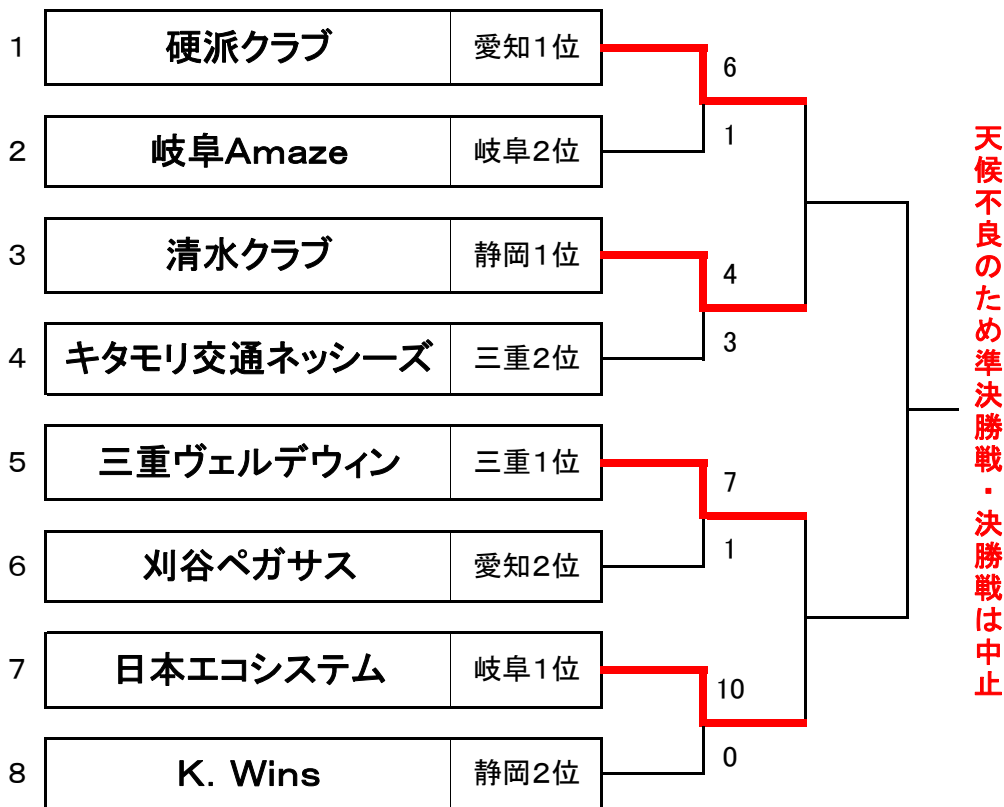 1 硬派クラブ 愛知1位
6
1
2 岐阜Amaze 岐阜2位
3 清水クラブ 静岡1位
4
3
4 キタモリ交通ネッシーズ 三重2位
5 三重ヴェルデウィン 三重1位
7
1
6 刈谷ペガサス 愛知2位
7 日本エコシステム 岐阜1位
10
0
8 K. Wins 静岡2位
天候不良のため準決勝戦・決勝戦は中止